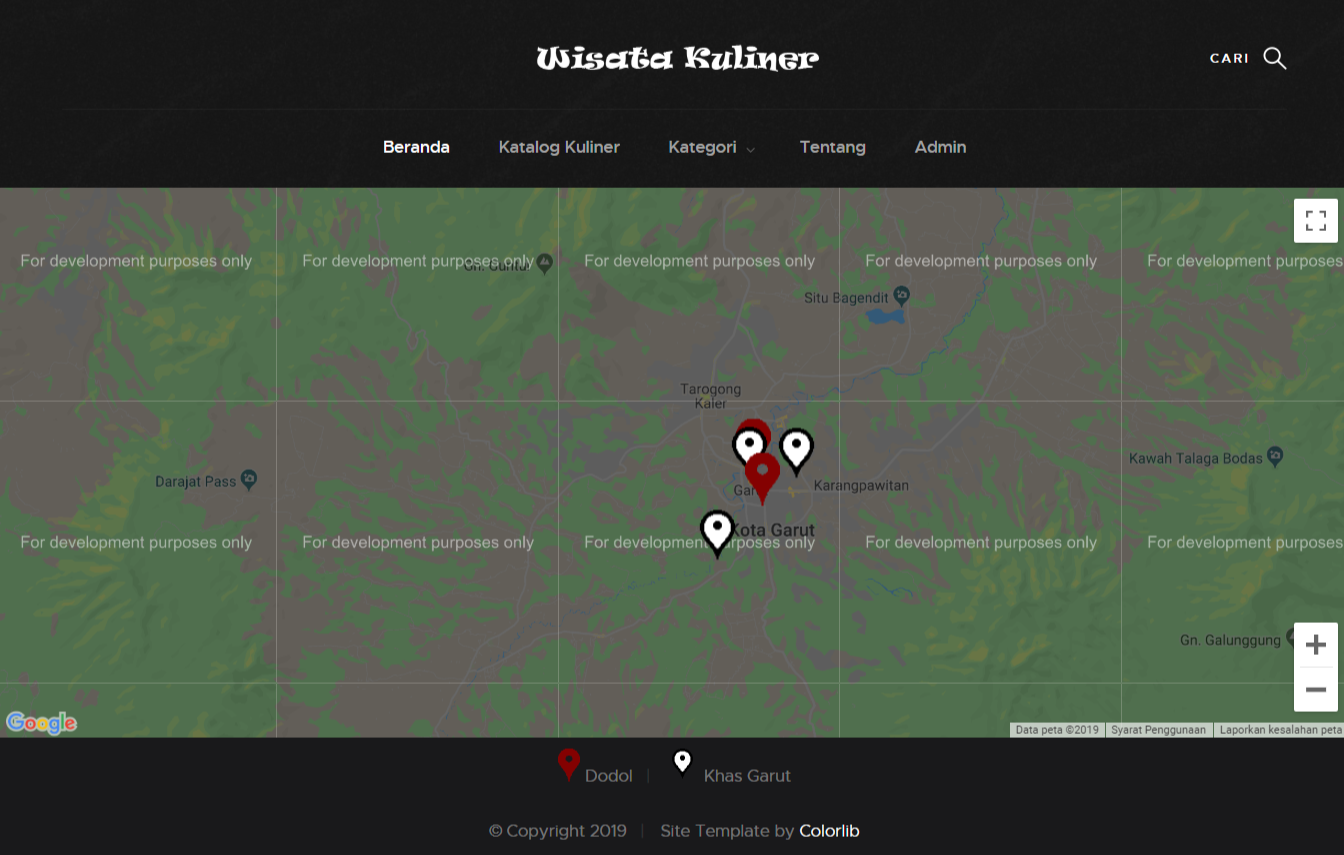 Wisata Kuliner
CARI
Beranda Katalog Kuliner Kategori Tentang Admin
For development purposes only For development purposes only For development purposes only For development purposes only For development purposes
Gn. Guntur
Situ Bagendit
Tarogong
Kaler
Kawah Talaga Bodas
Darajat Pass
Karangpawitan
Gar
Kota Garut
For development purposes only For development purposes only For development purposes only For development purposes only For development purposes
Gn. Galunggung
Google
Data peta ©2019 Syarat Penggunaan Laporkan kesalahan peta
Dodol | Khas Garut
© Copyright 2019 | Site Template by Colorlib